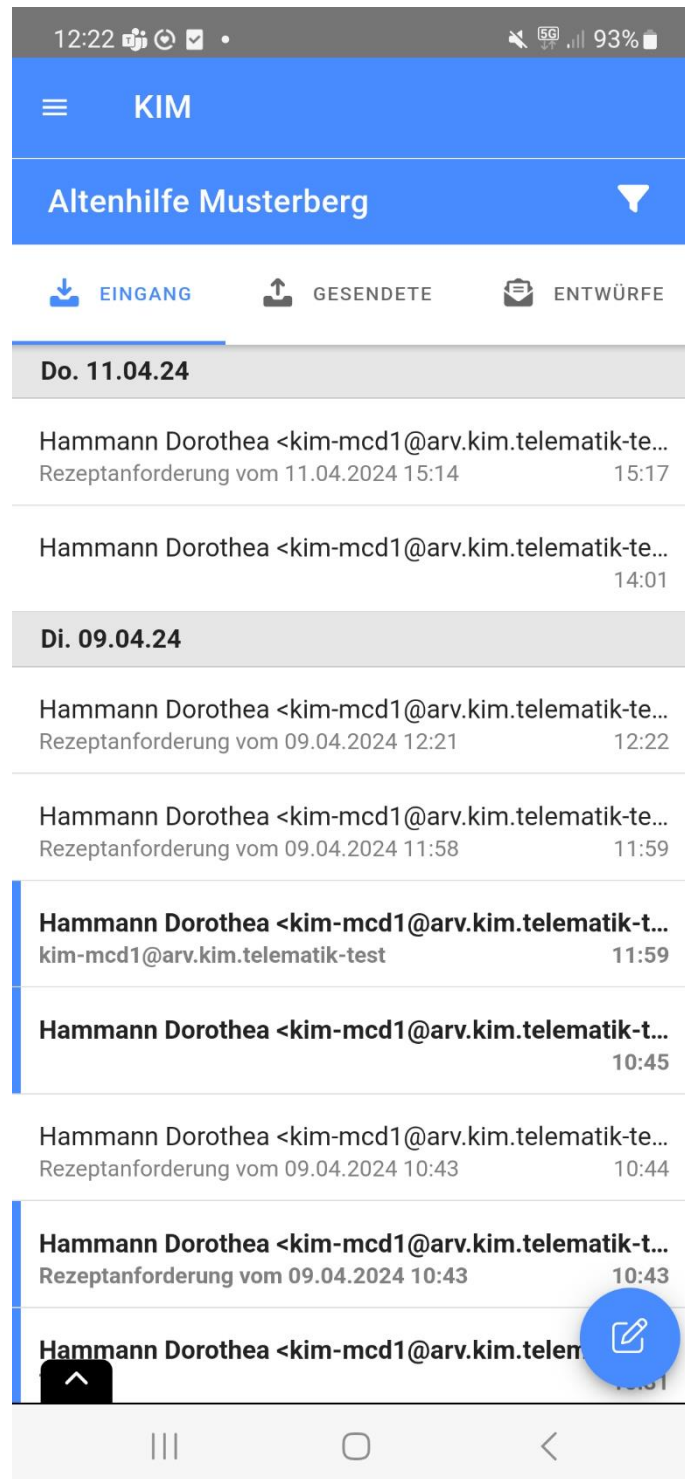 12:22
5G
93%
KIM
Altenhilfe Musterberg
EINGANG GESENDETE ENTWÜRFE
Do. 11.04.24
Hammann Dorothea <kim-mcd1@arv.kim.telematik-te...
Rezeptanforderung vom 11.04.2024 15:14 15:17
Hammann Dorothea <kim-mcd1@arv.kim.telematik-te...
14:01
Di. 09.04.24
Hammann Dorothea <kim-mcd1@arv.kim.telematik-te...
Rezeptanforderung vom 09.04.2024 12:21 12:22
Hammann Dorothea <kim-mcd1@arv.kim.telematik-te...
Rezeptanforderung vom 09.04.2024 11:58 11:59
Hammann Dorothea <kim-mcd1@arv.kim.telematik-t...
kim-mcd1@arv.kim.telematik-test 11:59
Hammann Dorothea <kim-mcd1@arv.kim.telematik-t...
10:45
Hammann Dorothea <kim-mcd1@arv.kim.telematik-te...
Rezeptanforderung vom 09.04.2024 10:43 10:44
Hammann Dorothea <kim-mcd1@arv.kim.telematik-t...
Rezeptanforderung vom 09.04.2024 10:43 10:43
Hammann Dorothea <kim-mcd1@arv.kim.telem